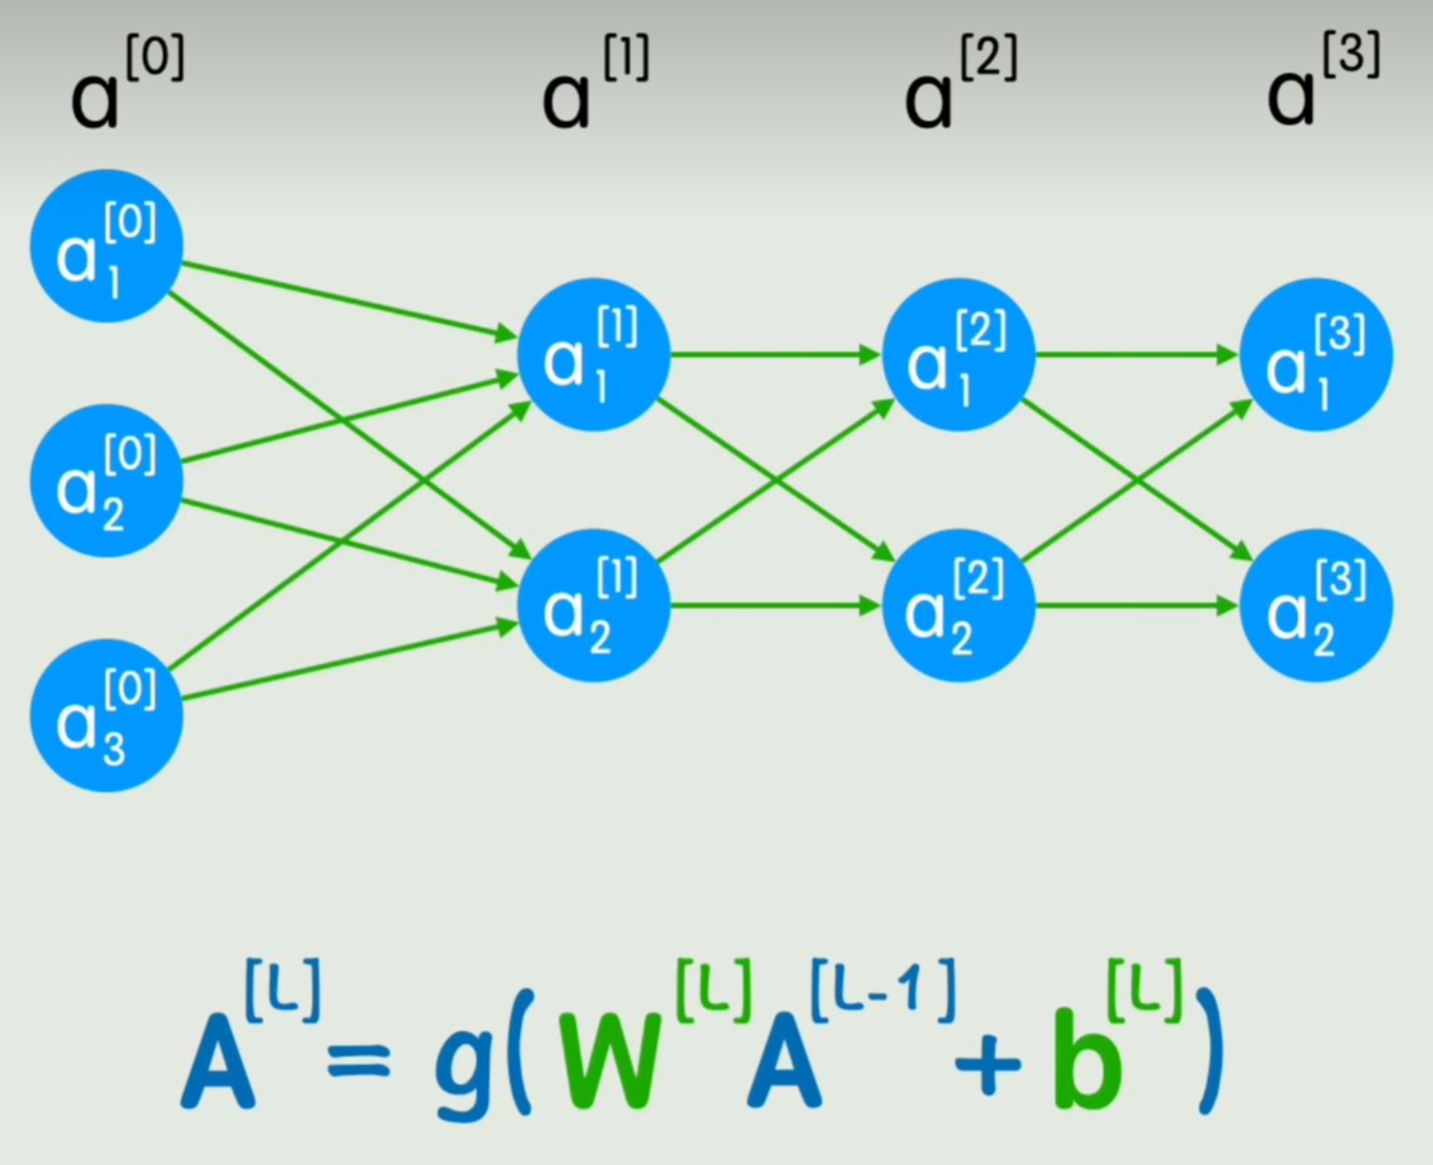 a^[0] a^[1] a^[2] a^[3]
a_1^[0]
a_1^[1] a_1^[2] a_1^[3]
a_2^[0]
a_2^[1] a_2^[2] a_2^[3]
a_3^[0]
A^[L] = g(W^[L] A^[L-1] + b^[L])